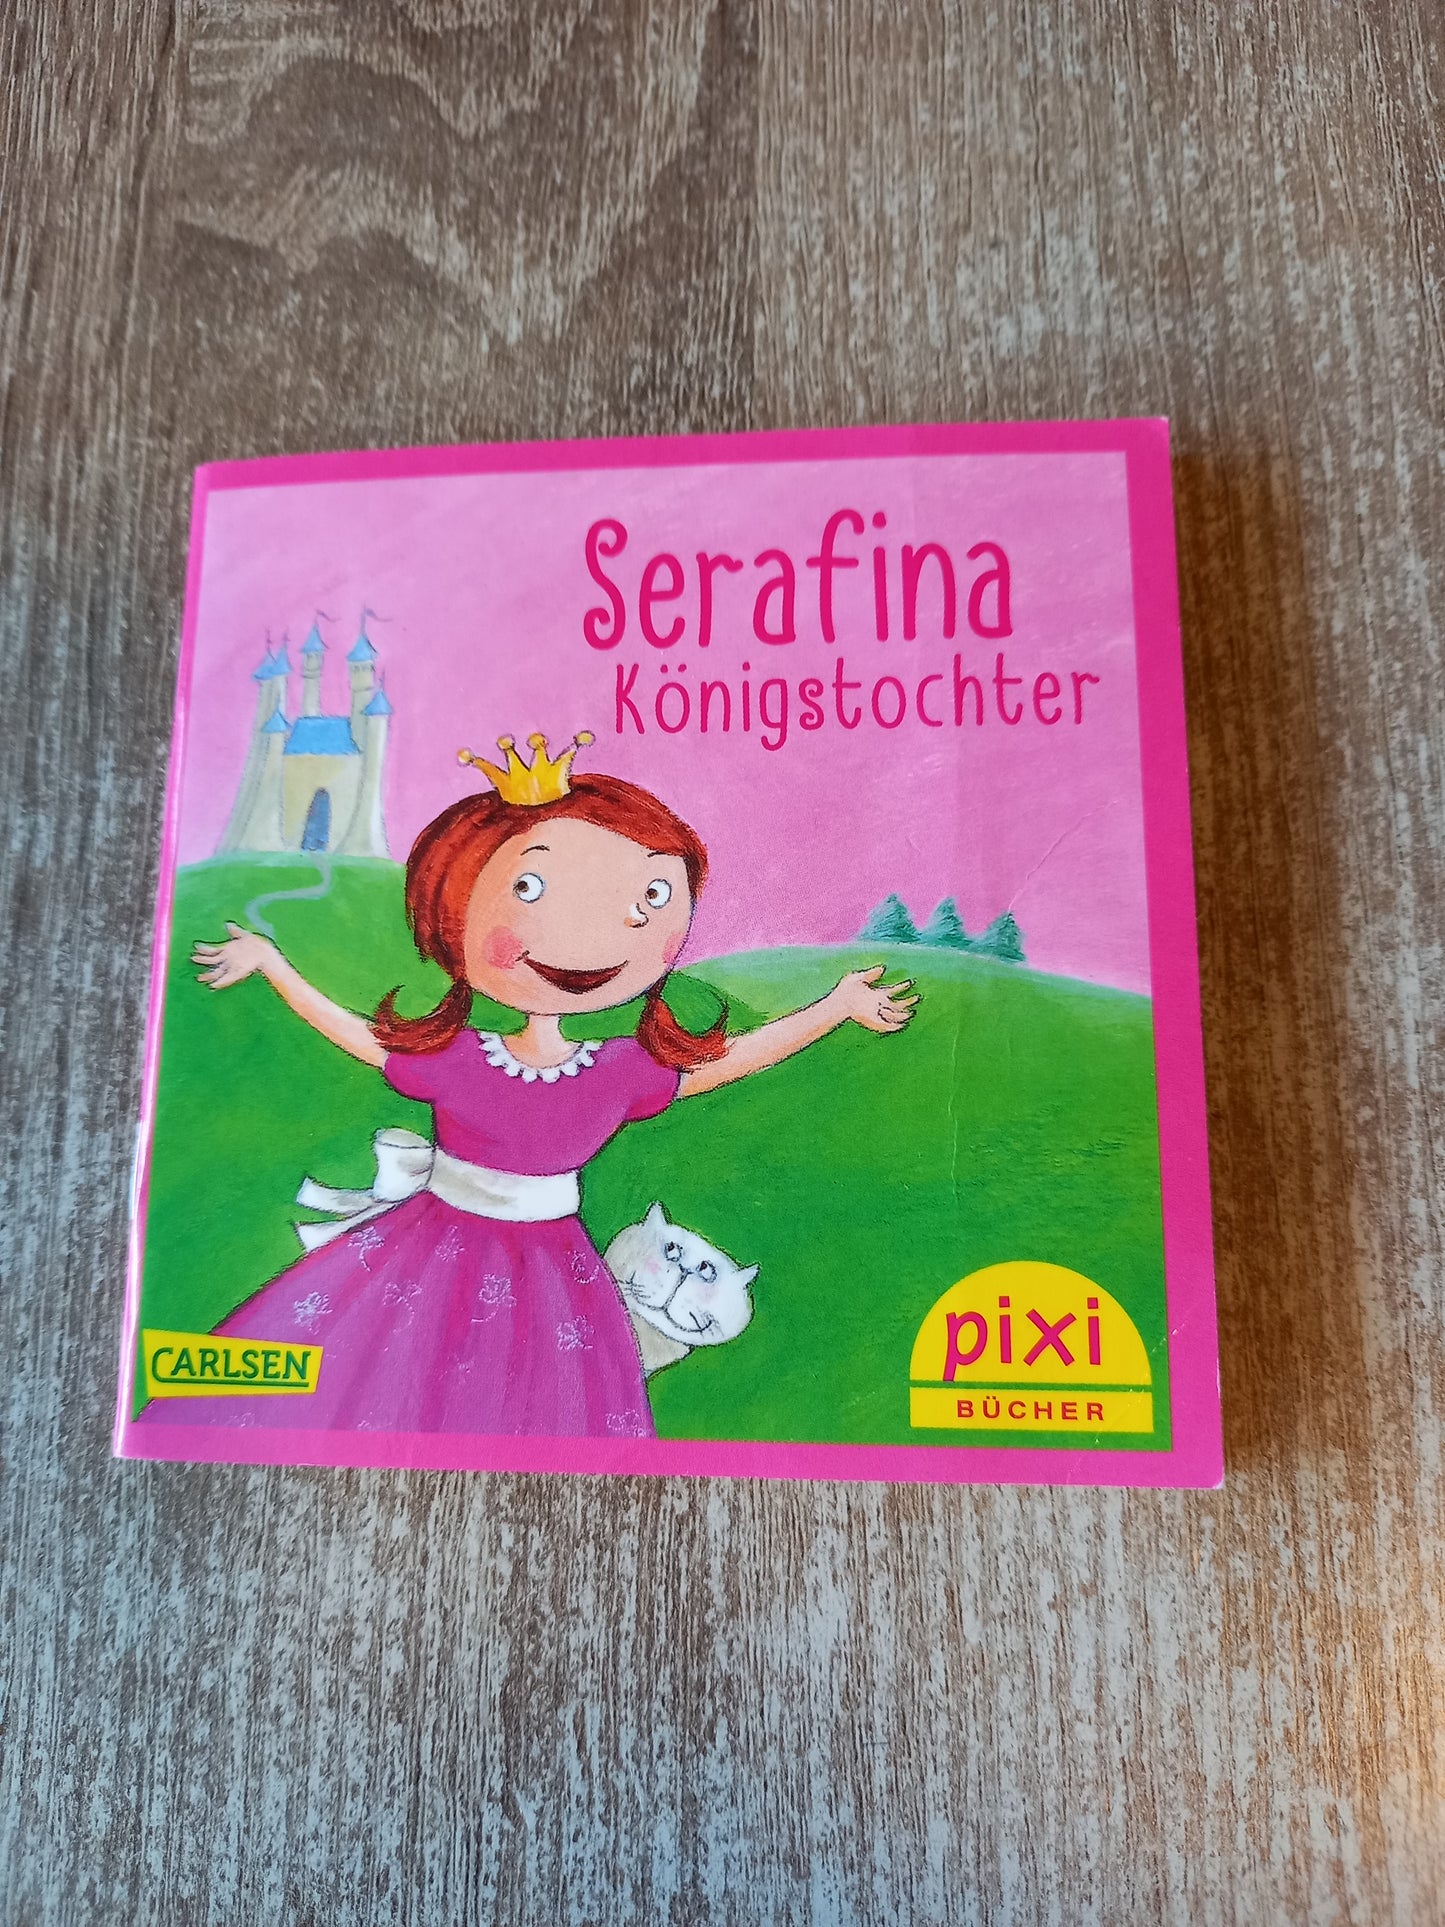 Serafina
Königstochter
CARLSEN
pixi
BÜCHER